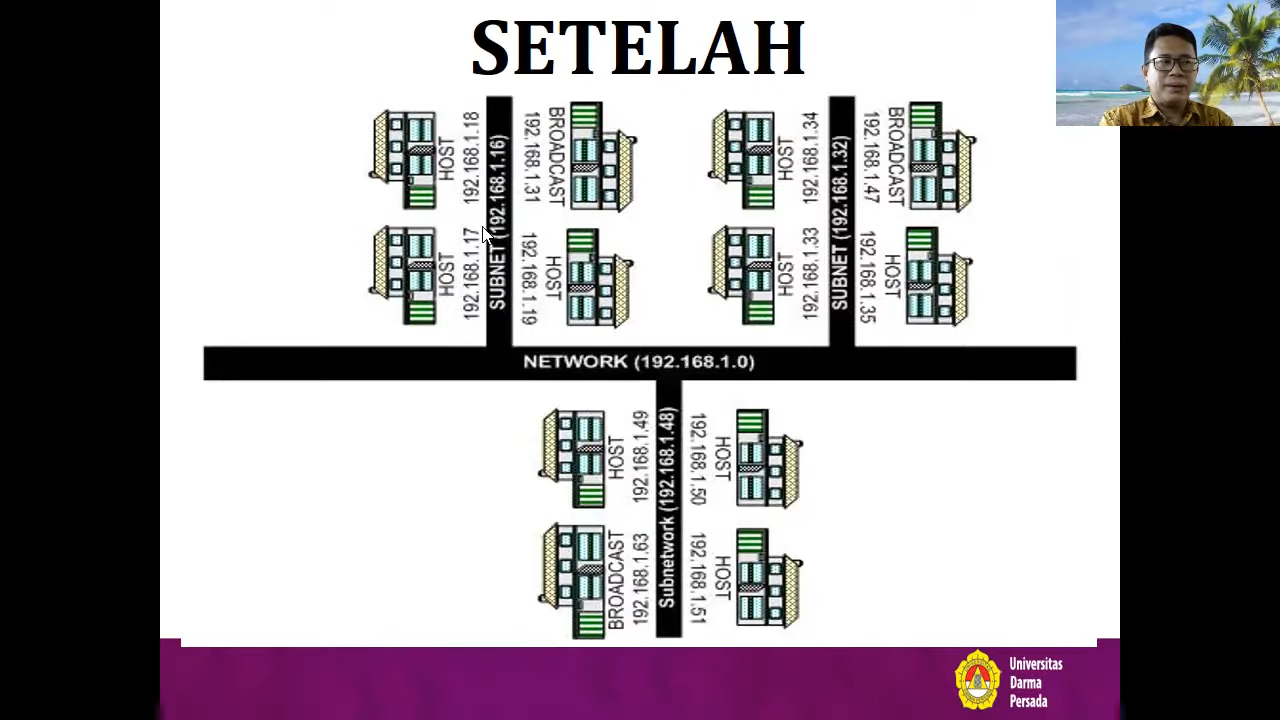 SETELAH
HOST
192.168.1.18
SUBNET (192.168.1.16)
192.168.1.31
BROADCAST
HOST
192.168.1.17
192.168.1.19
HOST
HOST
192.168.1.34
SUBNET (192.168.1.32)
192.168.1.47
BROADCAST
HOST
192.168.1.33
192.168.1.35
HOST
NETWORK (192.168.1.0)
HOST
192.168.1.49
Subnetwork (192.168.1.48)
192.168.1.50
HOST
BROADCAST
192.168.1.63
192.168.1.51
HOST
Universitas
Darma
Persada